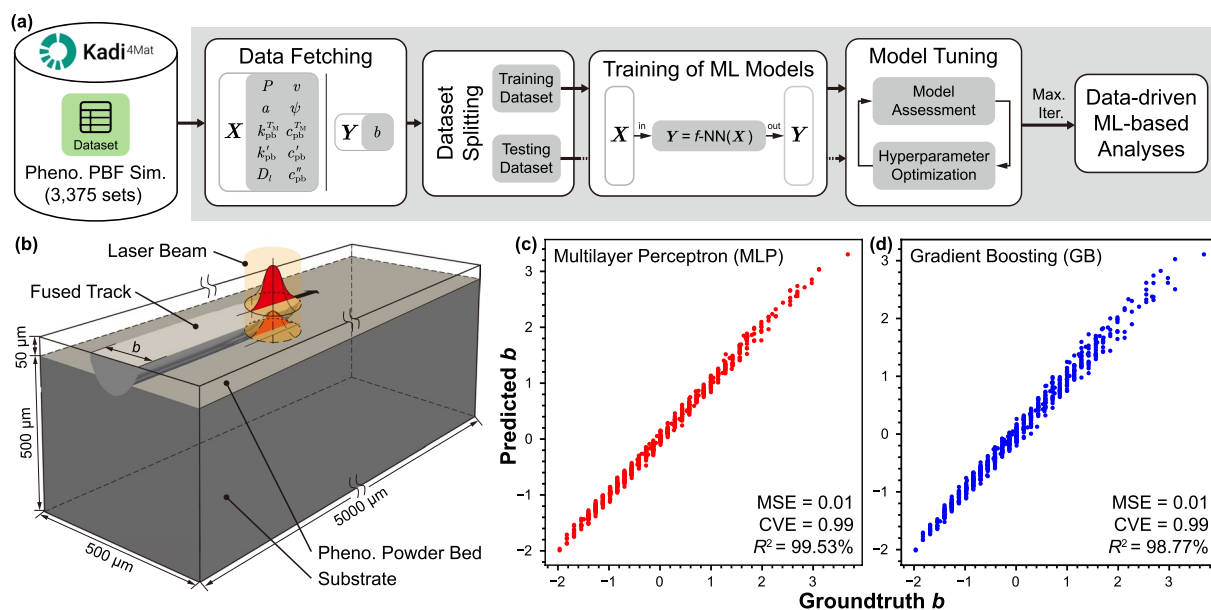 (a)
Kadi4Mat
Dataset
Pheno. PBF Sim.
(3,375 sets)
Data Fetching
X
P v
a ψ
k_pb^{T_M} c_pb^{T_M}
k′_pb c′_pb
D_l c″_pb
Y b
Dataset
Splitting
Training
Dataset
Testing
Dataset
Training of ML Models
X in Y = f-NN(X) out Y
Model Tuning
Model
Assessment
Hyperparameter
Optimization
Max.
Iter.
Data-driven
ML-based
Analyses
(b)
Laser Beam
Fused Track
b
50 μm
500 μm
500 μm
5000 μm
Pheno. Powder Bed
Substrate
(c)
Multilayer Perceptron (MLP)
Predicted b
3
2
1
0
−1
−2
MSE = 0.01
CVE = 0.99
R² = 99.53%
−2 −1 0 1 2 3
(d)
Gradient Boosting (GB)
3
2
1
0
−1
−2
MSE = 0.01
CVE = 0.99
R² = 98.77%
−2 −1 0 1 2 3
Groundtruth b